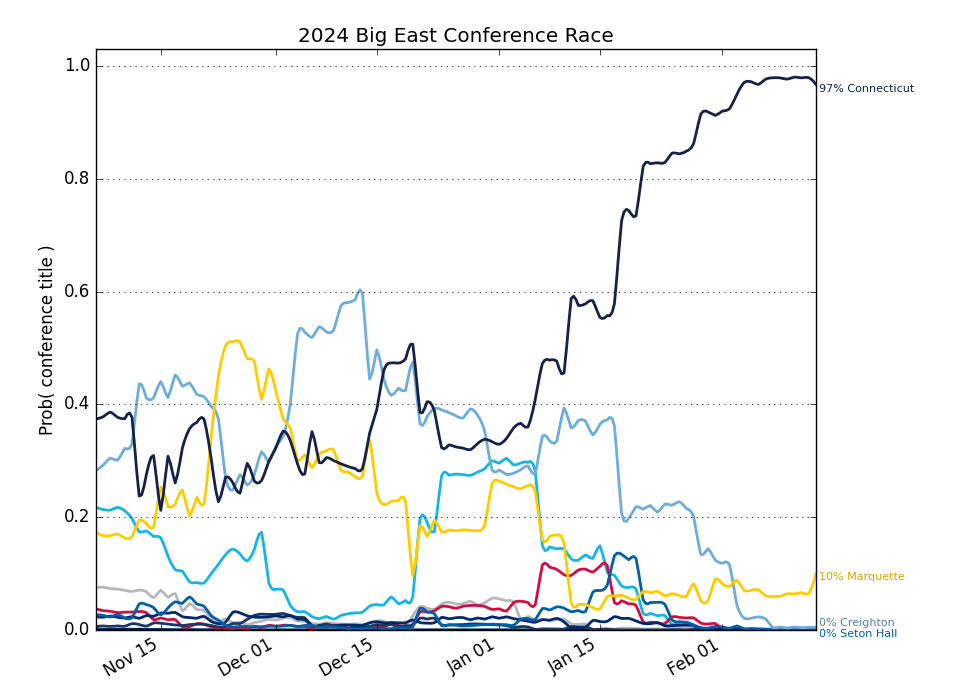 2024 Big East Conference Race
1.0
97% Connecticut
0.8
0.6
Prob( conference title )
0.4
0.2
10% Marquette
0.0
0% Creighton
0% Seton Hall
Nov 15
Dec 01
Dec 15
Jan 01
Jan 15
Feb 01